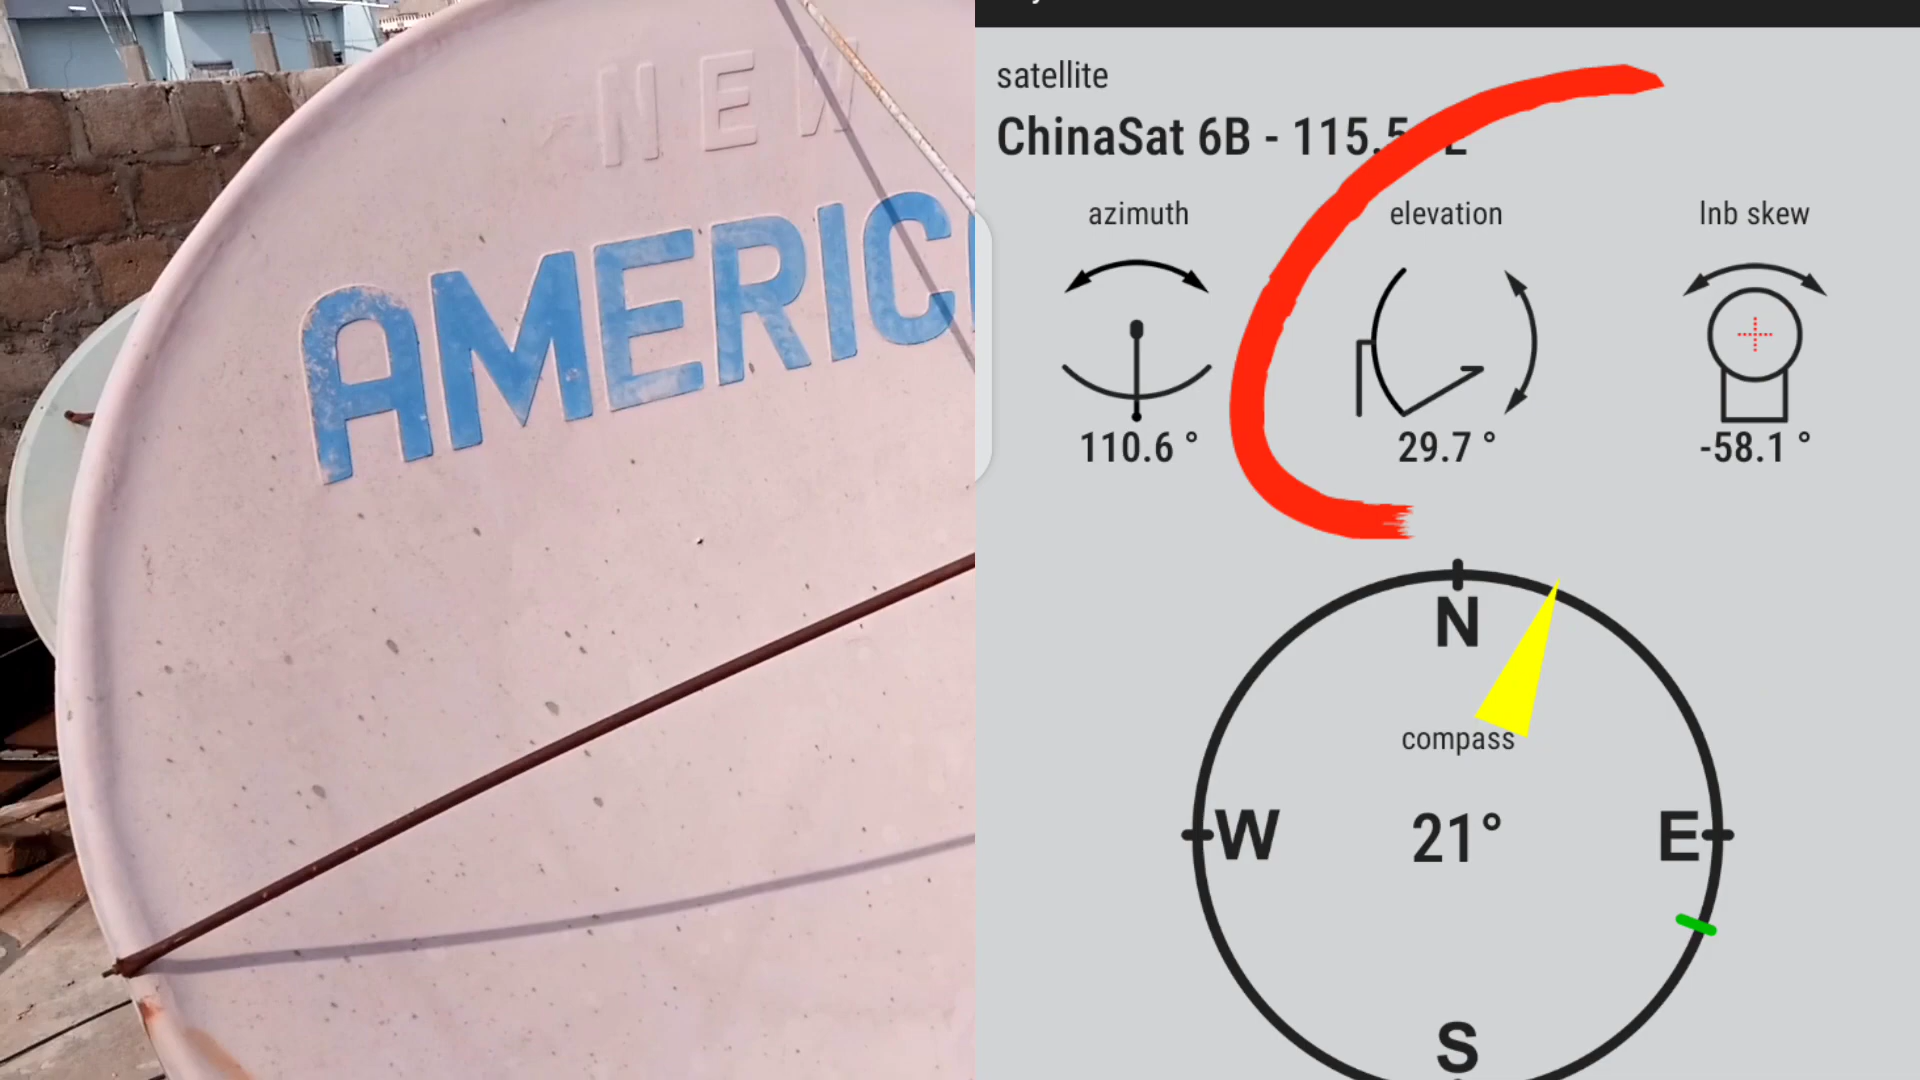 NEW
AMERIC
satellite
ChinaSat 6B - 115.5 E
azimuth
elevation
lnb skew
110.6 °
29.7 °
-58.1 °
N
compass
W
21°
E
S